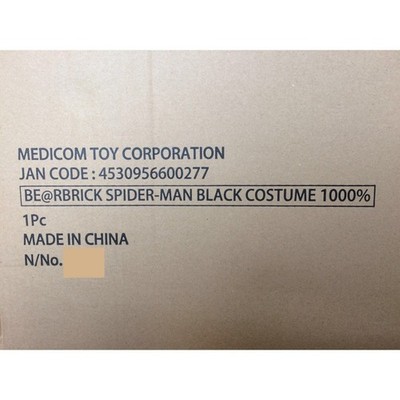 MEDICOM TOY CORPORATION
JAN CODE : 4530956600277
BE@RBRICK SPIDER-MAN BLACK COSTUME 1000%
1Pc
MADE IN CHINA
N/No.